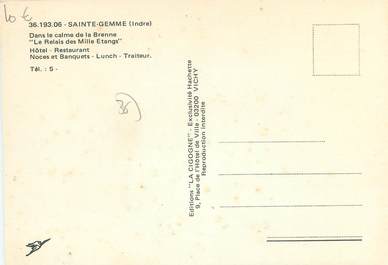 10 €
36.193.06 - SAINTE-GEMME (Indre)
Dans le calme de la Brenne
"Le Relais des Mille Etangs"
Hôtel - Restaurant
Noces et Banquets - Lunch - Traiteur.
Tél. : 5 -
36)
Editions "LA CIGOGNE" - Exclusivité Hachette
9, Place de l'Hôtel de Ville - 03200 VICHY
Reproduction interdite